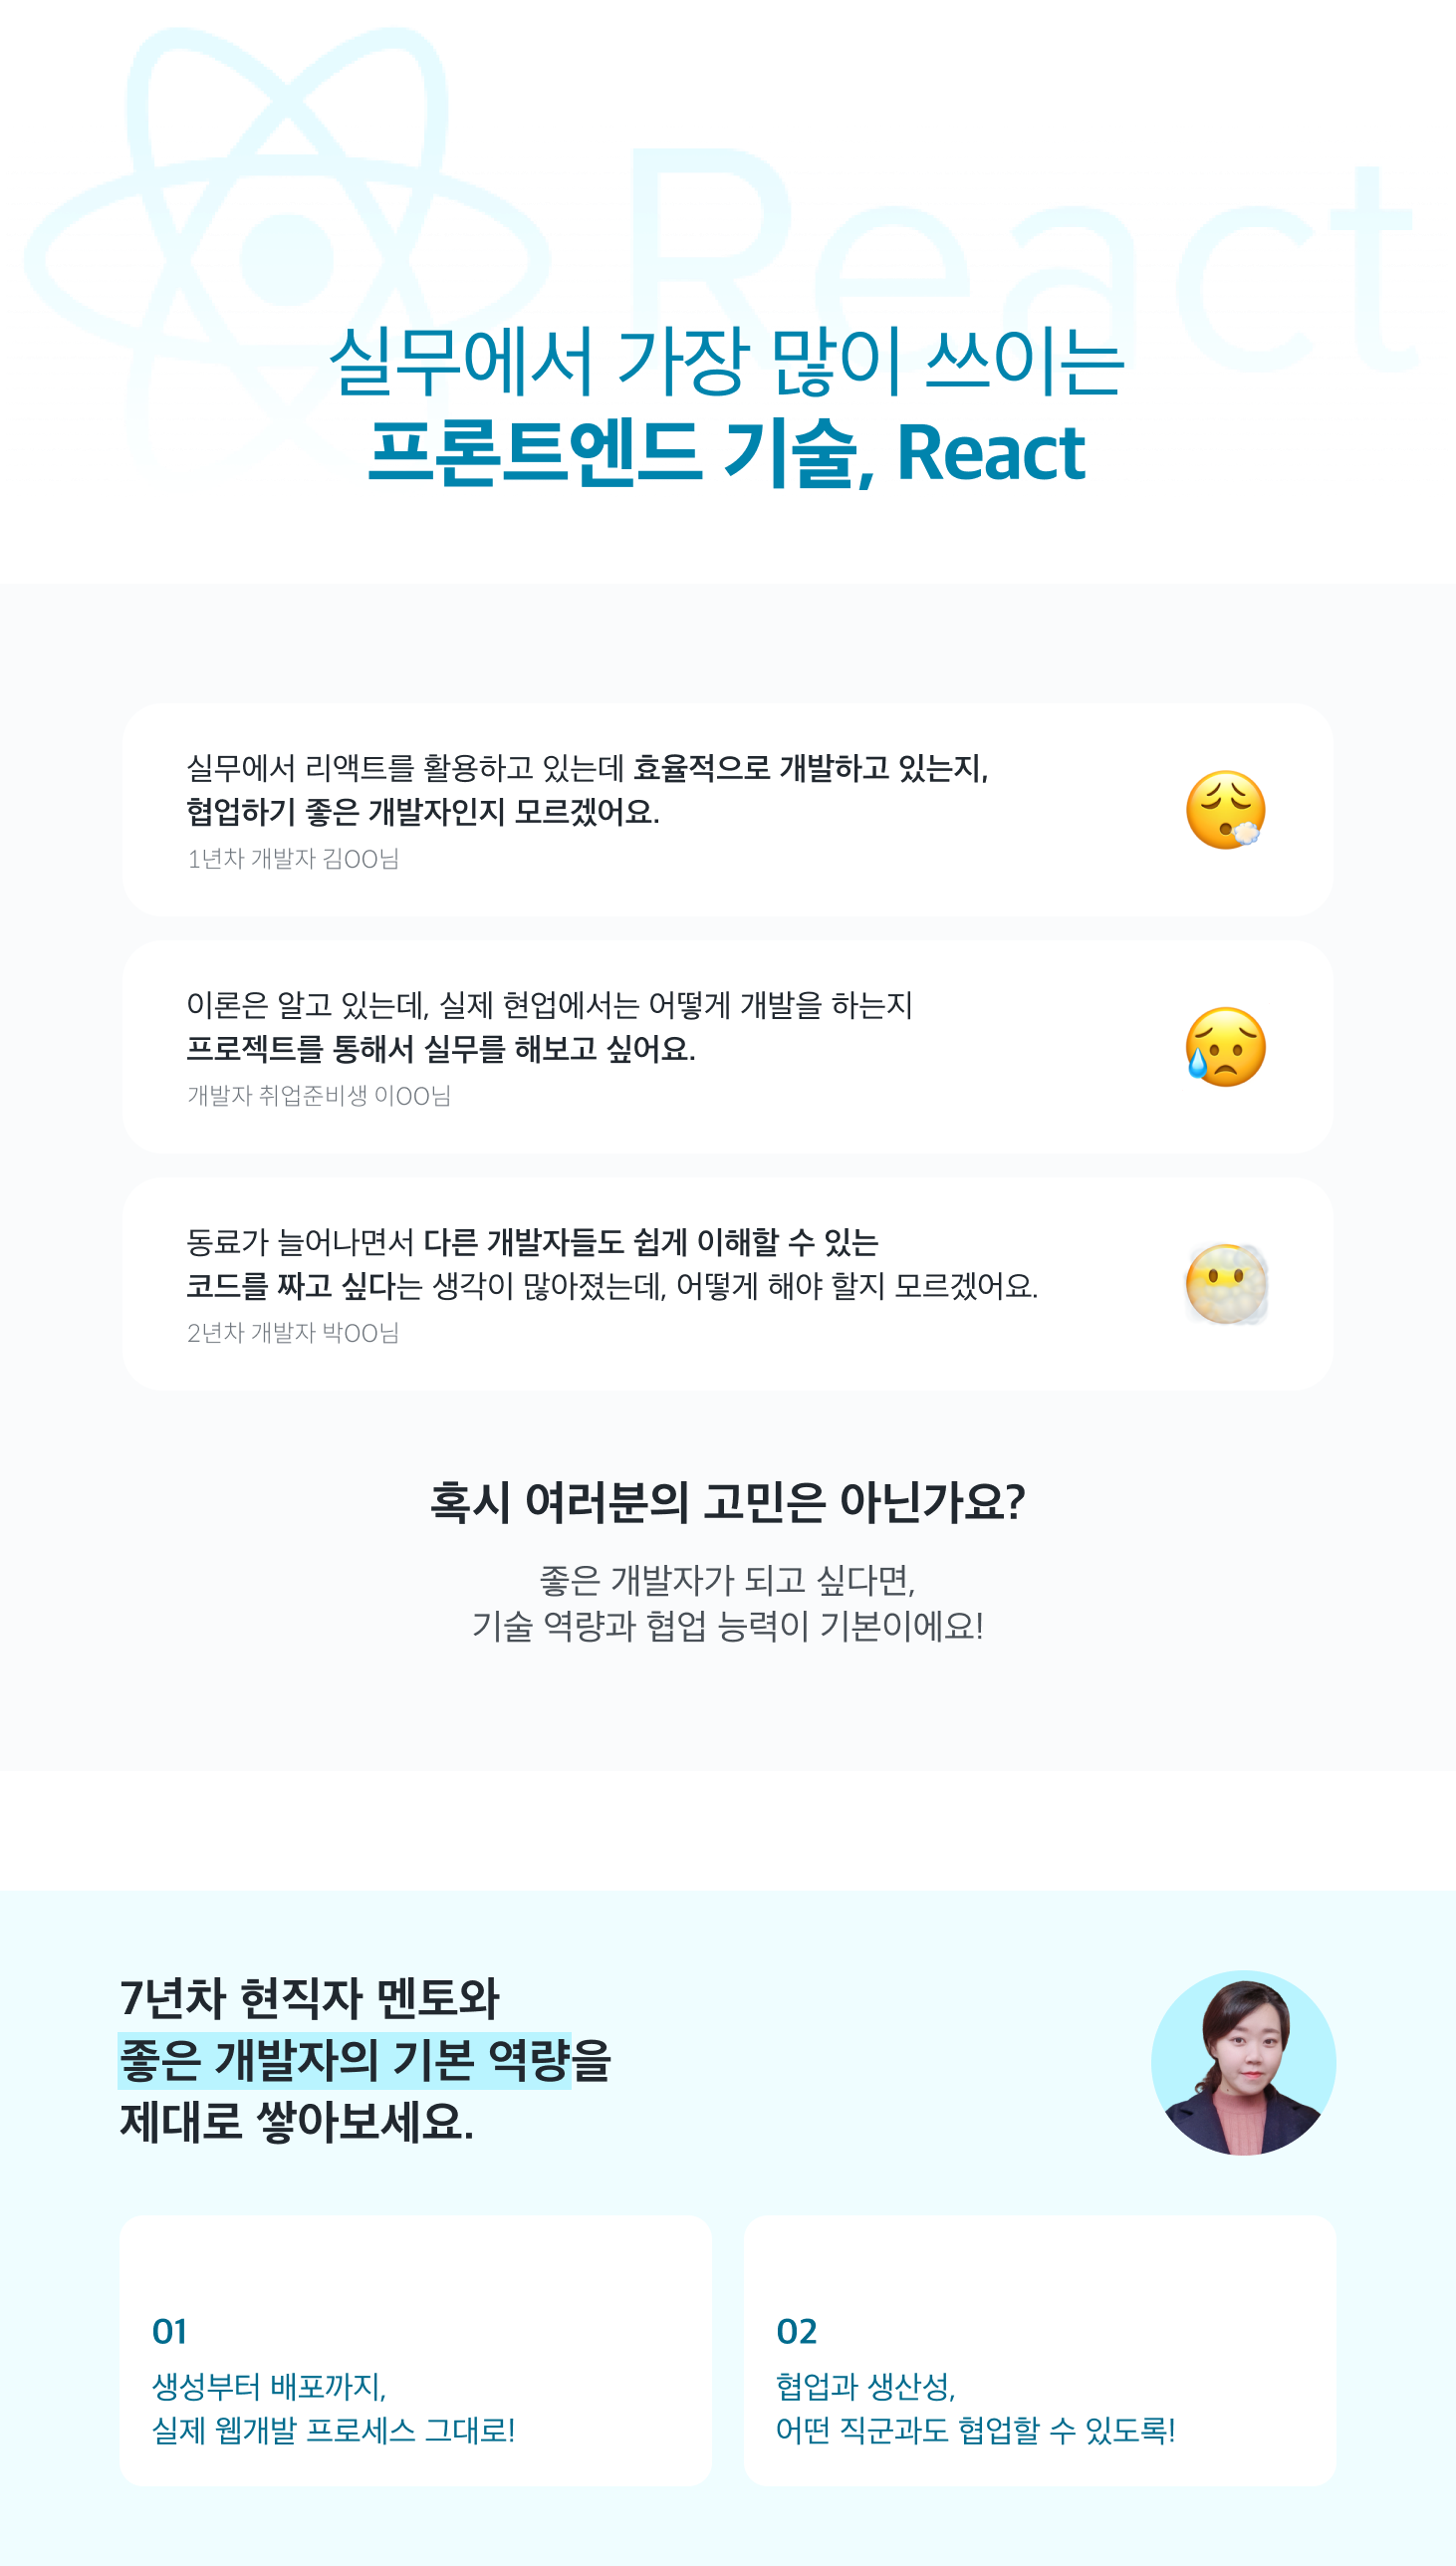 React
실무에서 가장 많이 쓰이는
프론트엔드 기술, React
실무에서 리액트를 활용하고 있는데 효율적으로 개발하고 있는지,
협업하기 좋은 개발자인지 모르겠어요.
1년차 개발자 김OO님
이론은 알고 있는데, 실제 현업에서는 어떻게 개발을 하는지
프로젝트를 통해서 실무를 해보고 싶어요.
개발자 취업준비생 이OO님
동료가 늘어나면서 다른 개발자들도 쉽게 이해할 수 있는
코드를 짜고 싶다는 생각이 많아졌는데, 어떻게 해야 할지 모르겠어요.
2년차 개발자 박OO님
혹시 여러분의 고민은 아닌가요?
좋은 개발자가 되고 싶다면,
기술 역량과 협업 능력이 기본이에요!
7년차 현직자 멘토와
좋은 개발자의 기본 역량을
제대로 쌓아보세요.
01
생성부터 배포까지,
실제 웹개발 프로세스 그대로!
02
협업과 생산성,
어떤 직군과도 협업할 수 있도록!